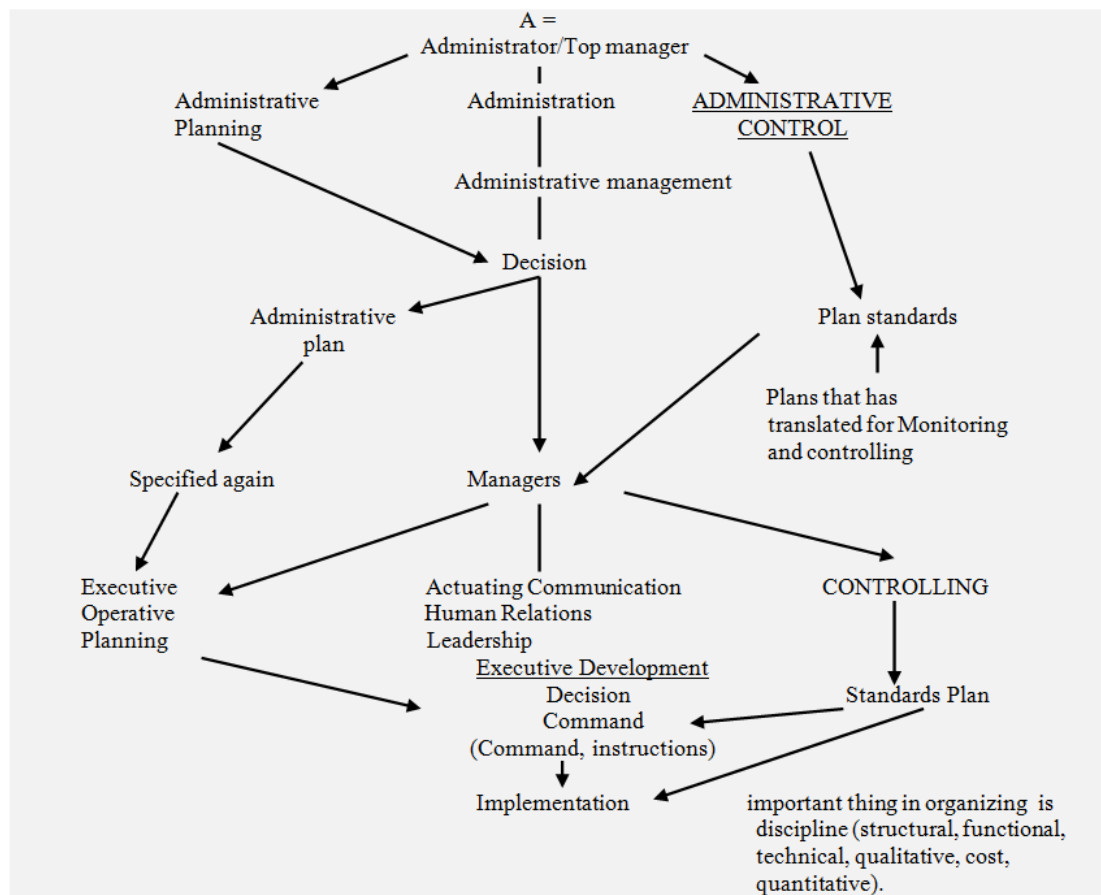 A =
Administrator/Top manager
Administrative
Planning
Administration
ADMINISTRATIVE
CONTROL
Administrative management
Decision
Administrative
plan
Plan standards
Plans that has
translated for Monitoring
and controlling
Specified again
Managers
Executive
Operative
Planning
Actuating Communication
Human Relations
Leadership
Executive Development
Decision
Command
(Command, instructions)
CONTROLLING
Standards Plan
Implementation
important thing in organizing is
discipline (structural, functional,
technical, qualitative, cost,
quantitative).